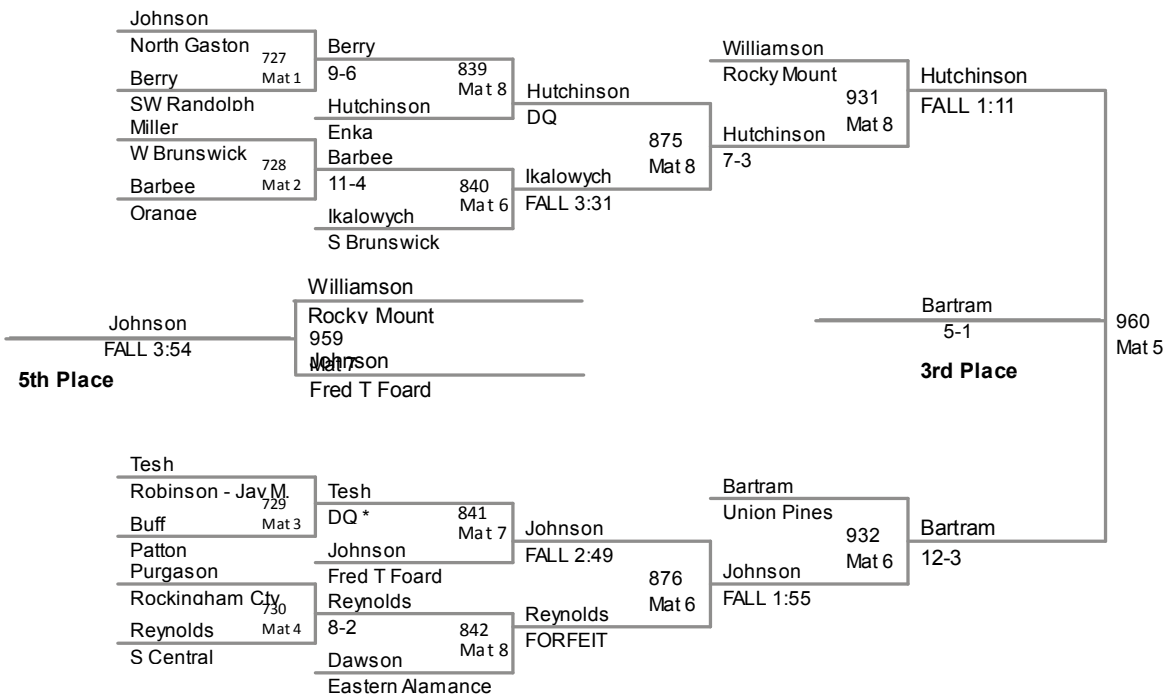 Johnson
North Gaston
727
Mat 1
Berry
SW Randolph
Miller
W Brunswick
728
Mat 2
Barbee
Orange
Berry
9-6
839
Mat 8
Hutchinson
Enka
Barbee
11-4
840
Mat 6
Ikalowych
S Brunswick
Hutchinson
DQ
875
Mat 8
Ikalowych
FALL 3:31
Williamson
Rocky Mount
931
Mat 8
Hutchinson
7-3
Hutchinson
FALL 1:11
Williamson
Rocky Mount
959
Mat 7
Johnson
Fred T Foard
Johnson
FALL 3:54
5th Place
Bartram
5-1
3rd Place
960
Mat 5
Tesh
Robinson - Jay M.
729
Mat 3
Buff
Patton
Purgason
Rockingham Cty
730
Mat 4
Reynolds
S Central
Tesh
DQ *
841
Mat 7
Johnson
Fred T Foard
Reynolds
8-2
842
Mat 8
Dawson
Eastern Alamance
Johnson
FALL 2:49
876
Mat 6
Reynolds
FORFEIT
Bartram
Union Pines
932
Mat 6
Johnson
FALL 1:55
Bartram
12-3